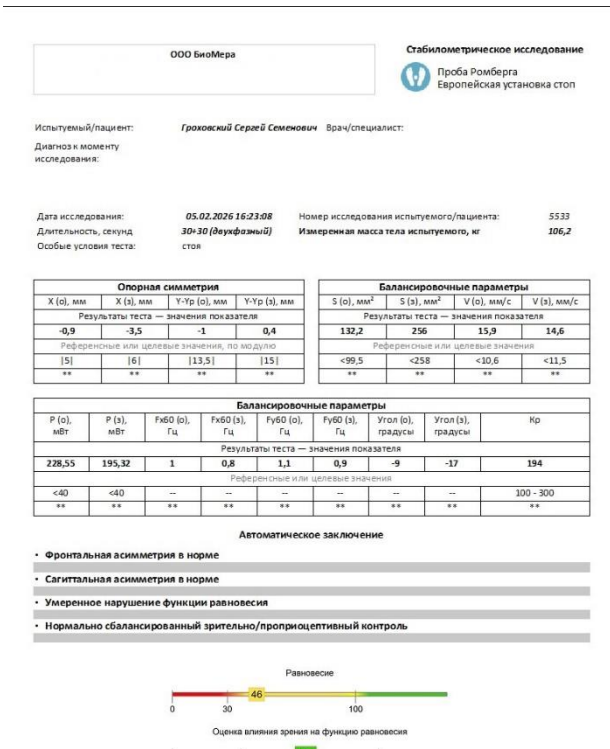 ООО БиоМера
Стабилометрическое исследование
Проба Ромберга
Европейская установка стоп
Испытуемый/пациент: Гроховский Сергей Семенович Врач/специалист:
Диагноз к моменту
исследования:
Дата исследования: 05.02.2026 16:23:08 Номер исследования испытуемого/пациента: 5533
Длительность, секунд 30+30 (двухфазный) Измеренная масса тела испытуемого, кг 106,2
Особые условия теста: стоя
Опорная симметрия
X (о), мм X (з), мм Y-Yр (о), мм Y-Yр (з), мм
Результаты теста — значения показателя
-0,9 -3,5 -1 0,4
Референсные или целевые значения, по модулю
|5| |6| |13,5| |15|
** ** ** **
Балансировочные параметры
S (о), мм² S (з), мм² V (о), мм/с V (з), мм/с
Результаты теста — значения показателя
132,2 256 15,9 14,6
Референсные или целевые значения
<99,5 <258 <10,6 <11,5
** ** ** **
Балансировочные параметры
P (о), мВт P (з), мВт Fx60 (о), Гц Fx60 (з), Гц Fy60 (о), Гц Fy60 (з), Гц Угол (о), градусы Угол (з), градусы Кр
Результаты теста — значения показателя
228,55 195,32 1 0,8 1,1 0,9 -9 -17 194
Референсные или целевые значения
<40 <40 -- -- -- -- -- -- 100 - 300
** ** ** ** ** ** ** ** **
Автоматическое заключение
• Фронтальная асимметрия в норме
• Сагиттальная асимметрия в норме
• Умеренное нарушение функции равновесия
• Нормально сбалансированный зрительно/проприоцептивный контроль
Равновесие
46
0 30 100
Оценка влияния зрения на функцию равновесия